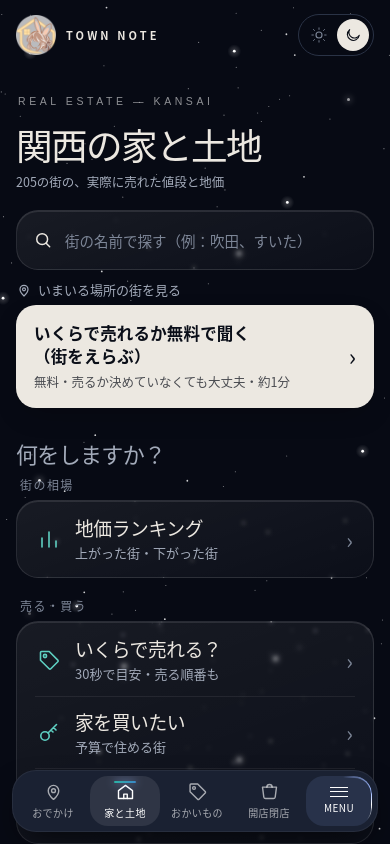 TOWN NOTE
REAL ESTATE — KANSAI
関西の家と土地
205の街の、実際に売れた値段と地価
街の名前で探す（例：吹田、すいた）
いまいる場所の街を見る
いくらで売れるか無料で聞く
（街をえらぶ）
無料・売るか決めていなくても大丈夫・約1分
何をしますか？
街の相場
地価ランキング
上がった街・下がった街
売る・買う
いくらで売れる？
30秒で目安・売る順番も
家を買いたい
予算で住める街
おでかけ
家と土地
おかいもの
開店閉店
MENU